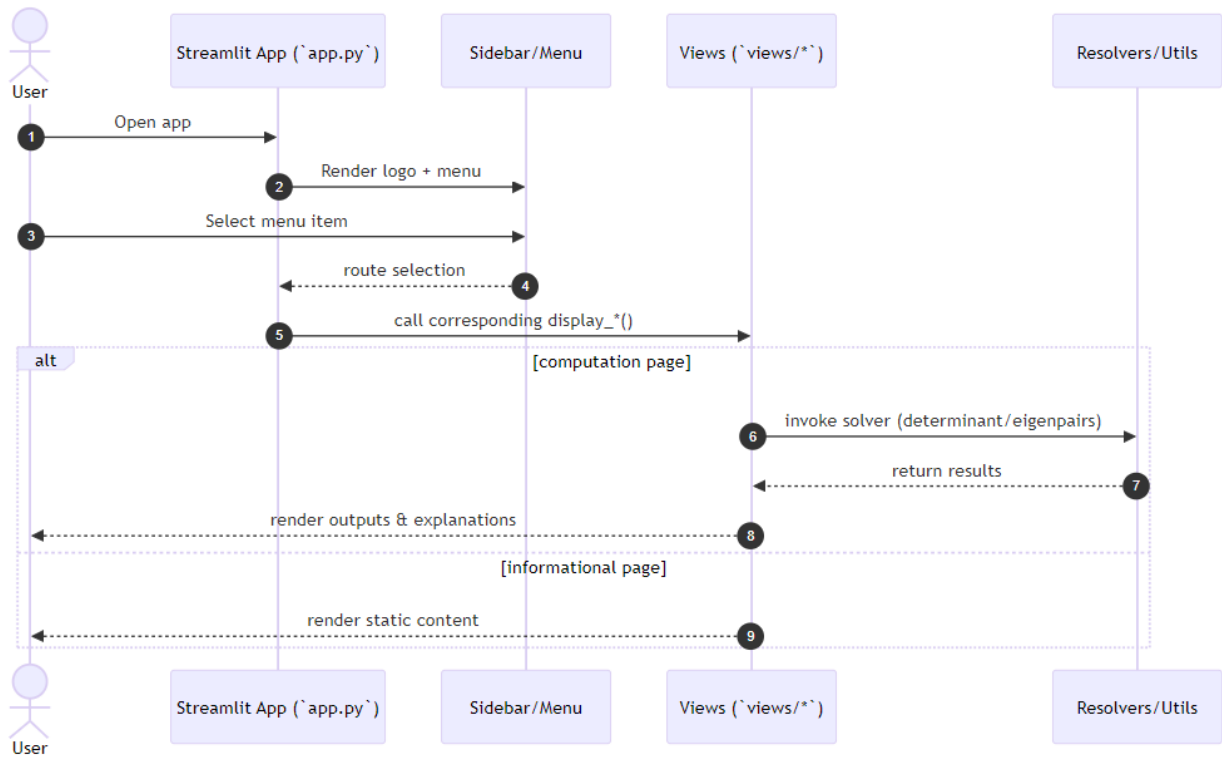 Streamlit App (`app.py`)
Sidebar/Menu
Views (`views/*`)
Resolvers/Utils
User
Open app
1
Render logo + menu
2
Select menu item
3
route selection
4
call corresponding display_*()
5
alt
[computation page]
invoke solver (determinant/eigenpairs)
6
return results
7
render outputs & explanations
8
[informational page]
render static content
9
Streamlit App (`app.py`)
Sidebar/Menu
Views (`views/*`)
Resolvers/Utils
User